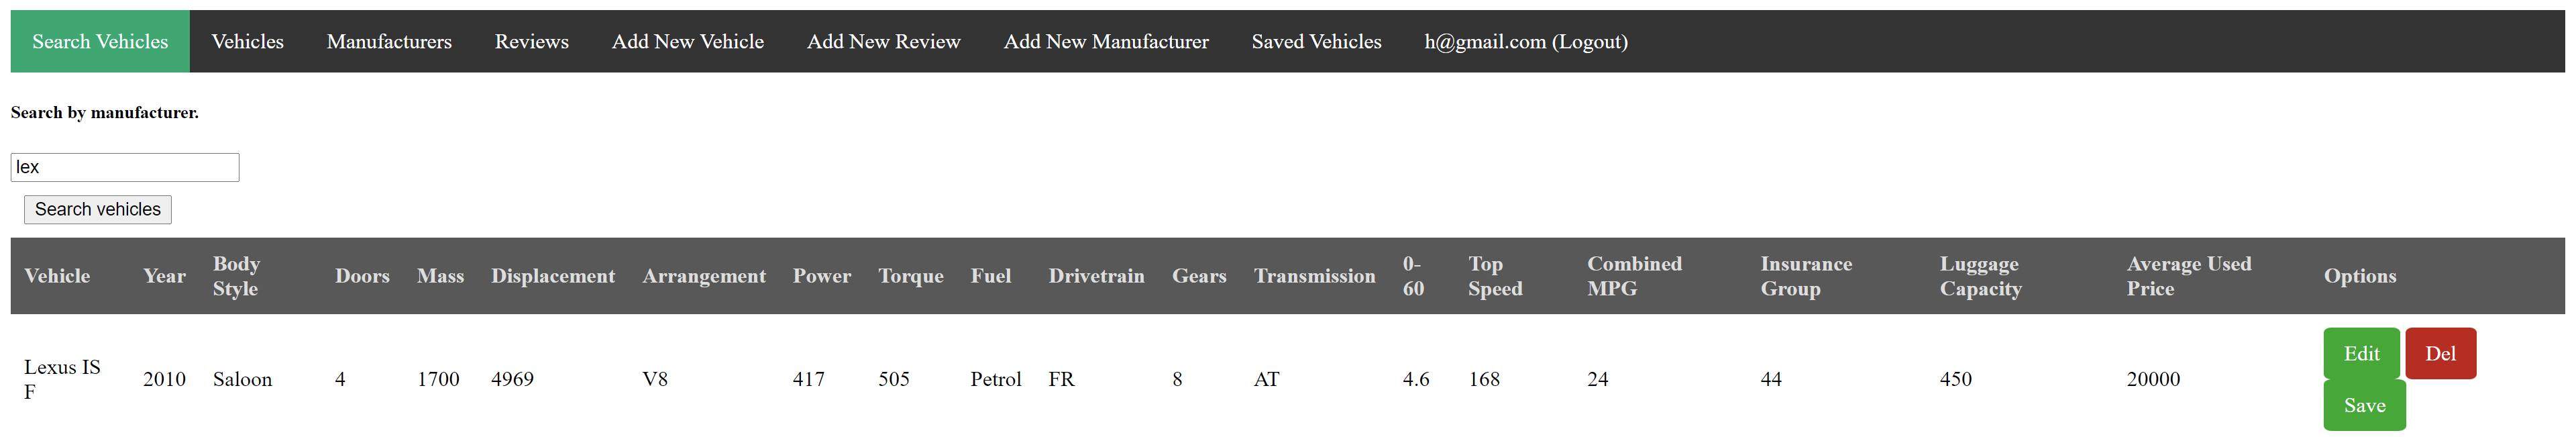 Search Vehicles Vehicles Manufacturers Reviews Add New Vehicle Add New Review Add New Manufacturer Saved Vehicles h@gmail.com (Logout)
Search by manufacturer.
lex
Search vehicles
Vehicle Year Body Style Doors Mass Displacement Arrangement Power Torque Fuel Drivetrain Gears Transmission 0-60 Top Speed Combined MPG Insurance Group Luggage Capacity Average Used Price Options
Lexus IS F 2010 Saloon 4 1700 4969 V8 417 505 Petrol FR 8 AT 4.6 168 24 44 450 20000 Edit Del
Save